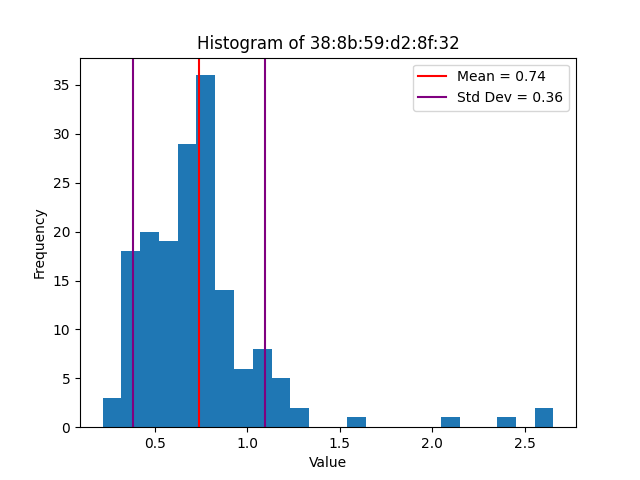 Histogram of 38:8b:59:d2:8f:32
Mean = 0.74
Std Dev = 0.36
Frequency
35
30
25
20
15
10
5
0
0.5 1.0 1.5 2.0 2.5
Value